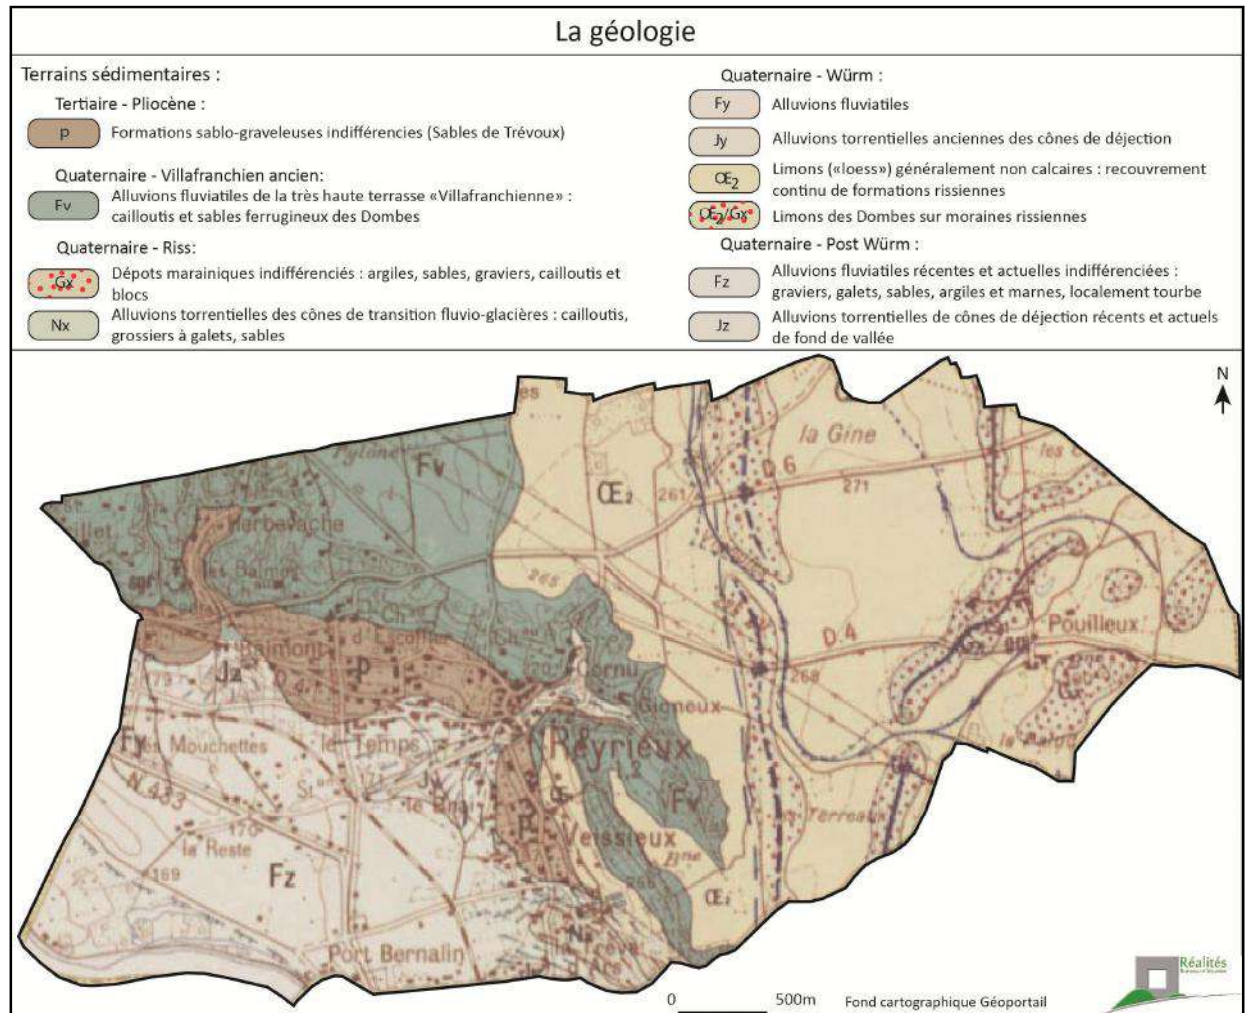 La géologie
Terrains sédimentaires :
Tertiaire - Pliocène :
p
Formations sablo-graveleuses indifférencies (Sables de Trévoux)
Quaternaire - Villafranchien ancien:
Fv
Alluvions fluviatiles de la très haute terrasse «Villafranchienne» :
cailloutis et sables ferrugineux des Dombes
Quaternaire - Riss:
Gx
Dépots marainiques indifférenciés : argiles, sables, graviers, cailloutis et
blocs
Nx
Alluvions torrentielles des cônes de transition fluvio-glacières : cailloutis,
grossiers à galets, sables
Quaternaire - Würm :
Fy
Alluvions fluviatiles
Jy
Alluvions torrentielles anciennes des cônes de déjection
Œ2
Limons («loess») généralement non calcaires : recouvrement
continu de formations rissiennes
Œ2/Gx
Limons des Dombes sur moraines rissiennes
Quaternaire - Post Würm :
Fz
Alluvions fluviatiles récentes et actuelles indifférenciées :
graviers, galets, sables, argiles et marnes, localement tourbe
Jz
Alluvions torrentielles de cônes de déjection récents et actuels
de fond de vallée
N
la Gine
Fv
D.6
Œ2
261
271
Herbevache
265
D.4
Pouilleux
d'Escoffier
p
Jz
268
Cornu
Gigneux
Gx
Fy
les Mouchettes
le Temps
Reyrieux
N.433
Fv
170
la Reste
Veissieux
Terreau
169
Fz
Œ2
Port Bernalin
Nx
0
500m
Fond cartographique Géoportail
Réalités